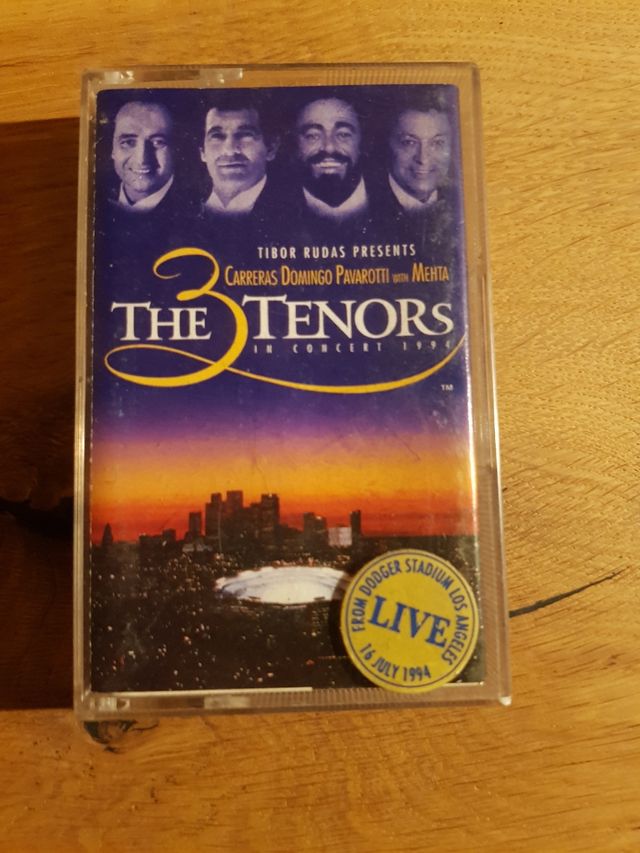 TIBOR RUDAS PRESENTS
CARRERAS DOMINGO PAVAROTTI WITH MEHTA
THE 3 TENORS
IN CONCERT 1994
TM
FROM DODGER STADIUM LOS ANGELES
LIVE
16 JULY 1994